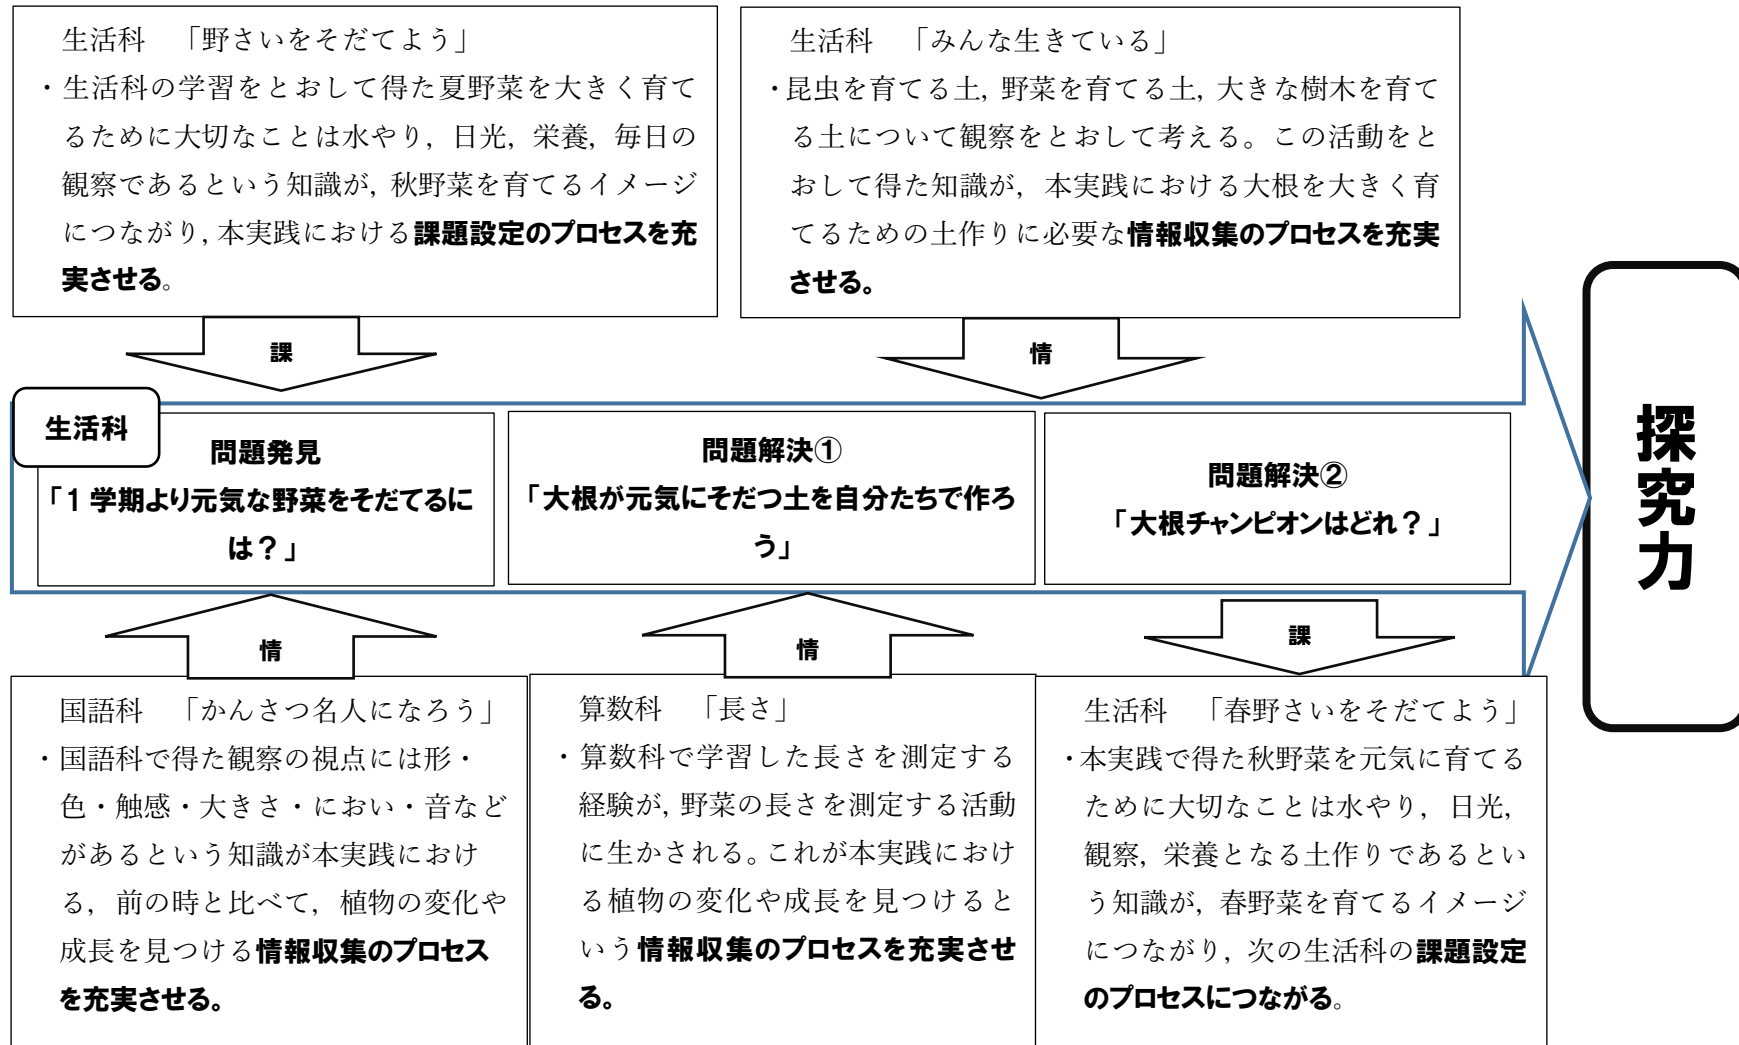 生活科　「野さいをそだてよう」
・生活科の学習をとおして得た夏野菜を大きく育て
るために大切なことは水やり，日光，栄養，毎日の
観察であるという知識が，秋野菜を育てるイメージ
につながり，本実践における課題設定のプロセスを充
実させる。
生活科　「みんな生きている」
・昆虫を育てる土，野菜を育てる土，大きな樹木を育て
る土について観察をとおして考える。この活動をと
おして得た知識が，本実践における大根を大きく育
てるための土作りに必要な情報収集のプロセスを充実
させる。
課
情
生活科
問題発見
「1 学期より元気な野菜をそだてるに
は？」
問題解決①
「大根が元気にそだつ土を自分たちで作ろ
う」
問題解決②
「大根チャンピオンはどれ？」
探究力
情
情
課
国語科　「かんさつ名人になろう」
・国語科で得た観察の視点には形・
色・触感・大きさ・におい・音など
があるという知識が本実践におけ
る，前の時と比べて，植物の変化や
成長を見つける情報収集のプロセス
を充実させる。
算数科　「長さ」
・算数科で学習した長さを測定する
経験が，野菜の長さを測定する活動
に生かされる。これが本実践におけ
る植物の変化や成長を見つけると
いう情報収集のプロセスを充実させ
る。
生活科　「春野さいをそだてよう」
・本実践で得た秋野菜を元気に育てる
ために大切なことは水やり，日光，
観察，栄養となる土作りであるとい
う知識が，春野菜を育てるイメージ
につながり，次の生活科の課題設定
のプロセスにつながる。